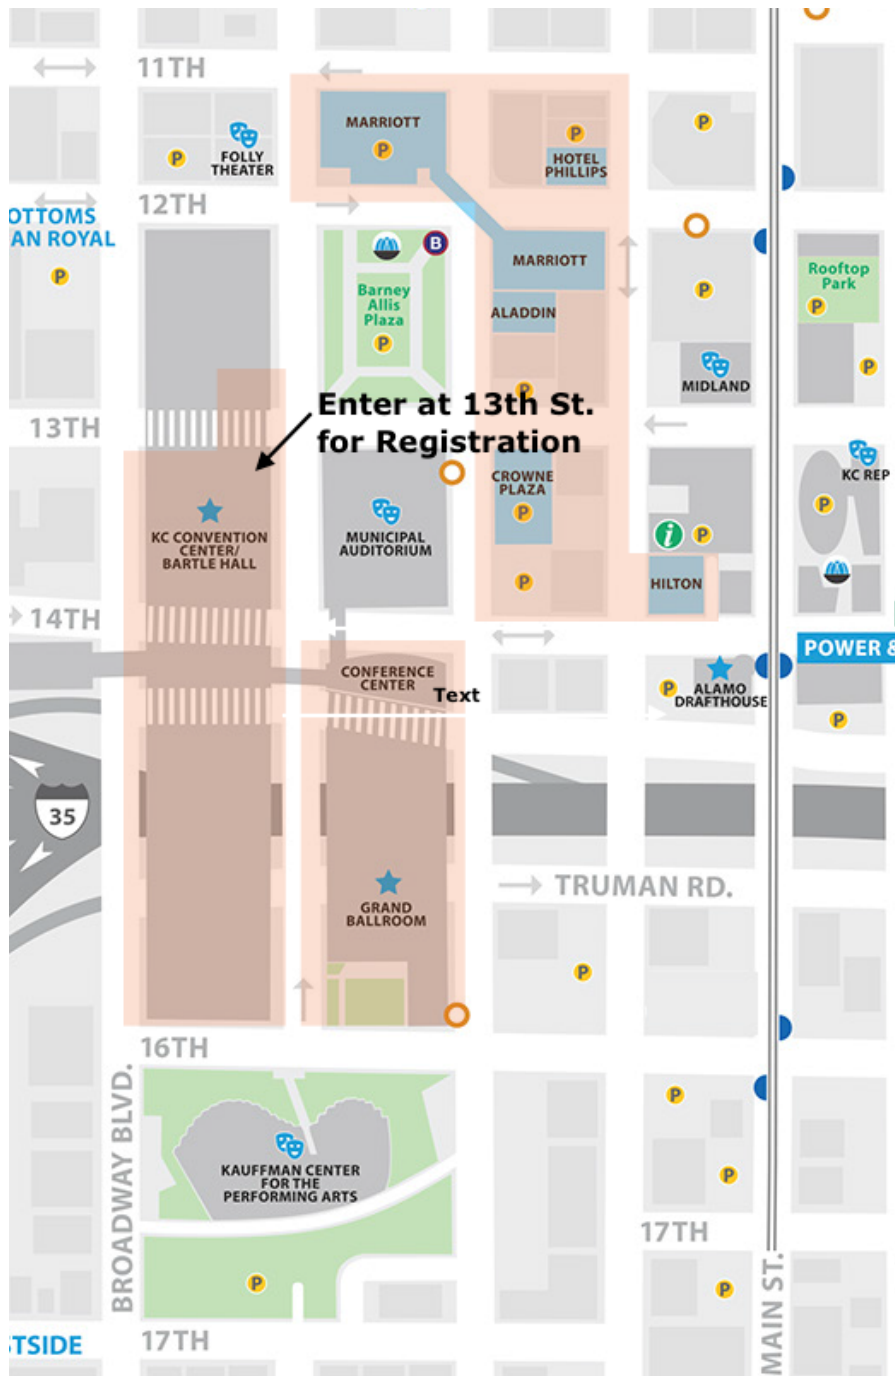 11TH
MARRIOTT
P
P
P
P
FOLLY
THEATER
HOTEL
PHILLIPS
12TH
OTTOMS
AN ROYAL
P
B
MARRIOTT
Rooftop
Park
P
Barney
Allis
Plaza
P
P
ALADDIN
P
MIDLAND
P
Enter at 13th St.
for Registration
13TH
KC REP
CROWNE
PLAZA
P
P
i
P
KC CONVENTION
CENTER/
BARTLE HALL
MUNICIPAL
AUDITORIUM
P
HILTON
14TH
POWER &
CONFERENCE
CENTER
Text
P
ALAMO
DRAFTHOUSE
P
35
TRUMAN RD.
GRAND
BALLROOM
P
16TH
BROADWAY BLVD.
P
KAUFFMAN CENTER
FOR THE
PERFORMING ARTS
P
17TH
P
P
MAIN ST.
TSIDE
17TH